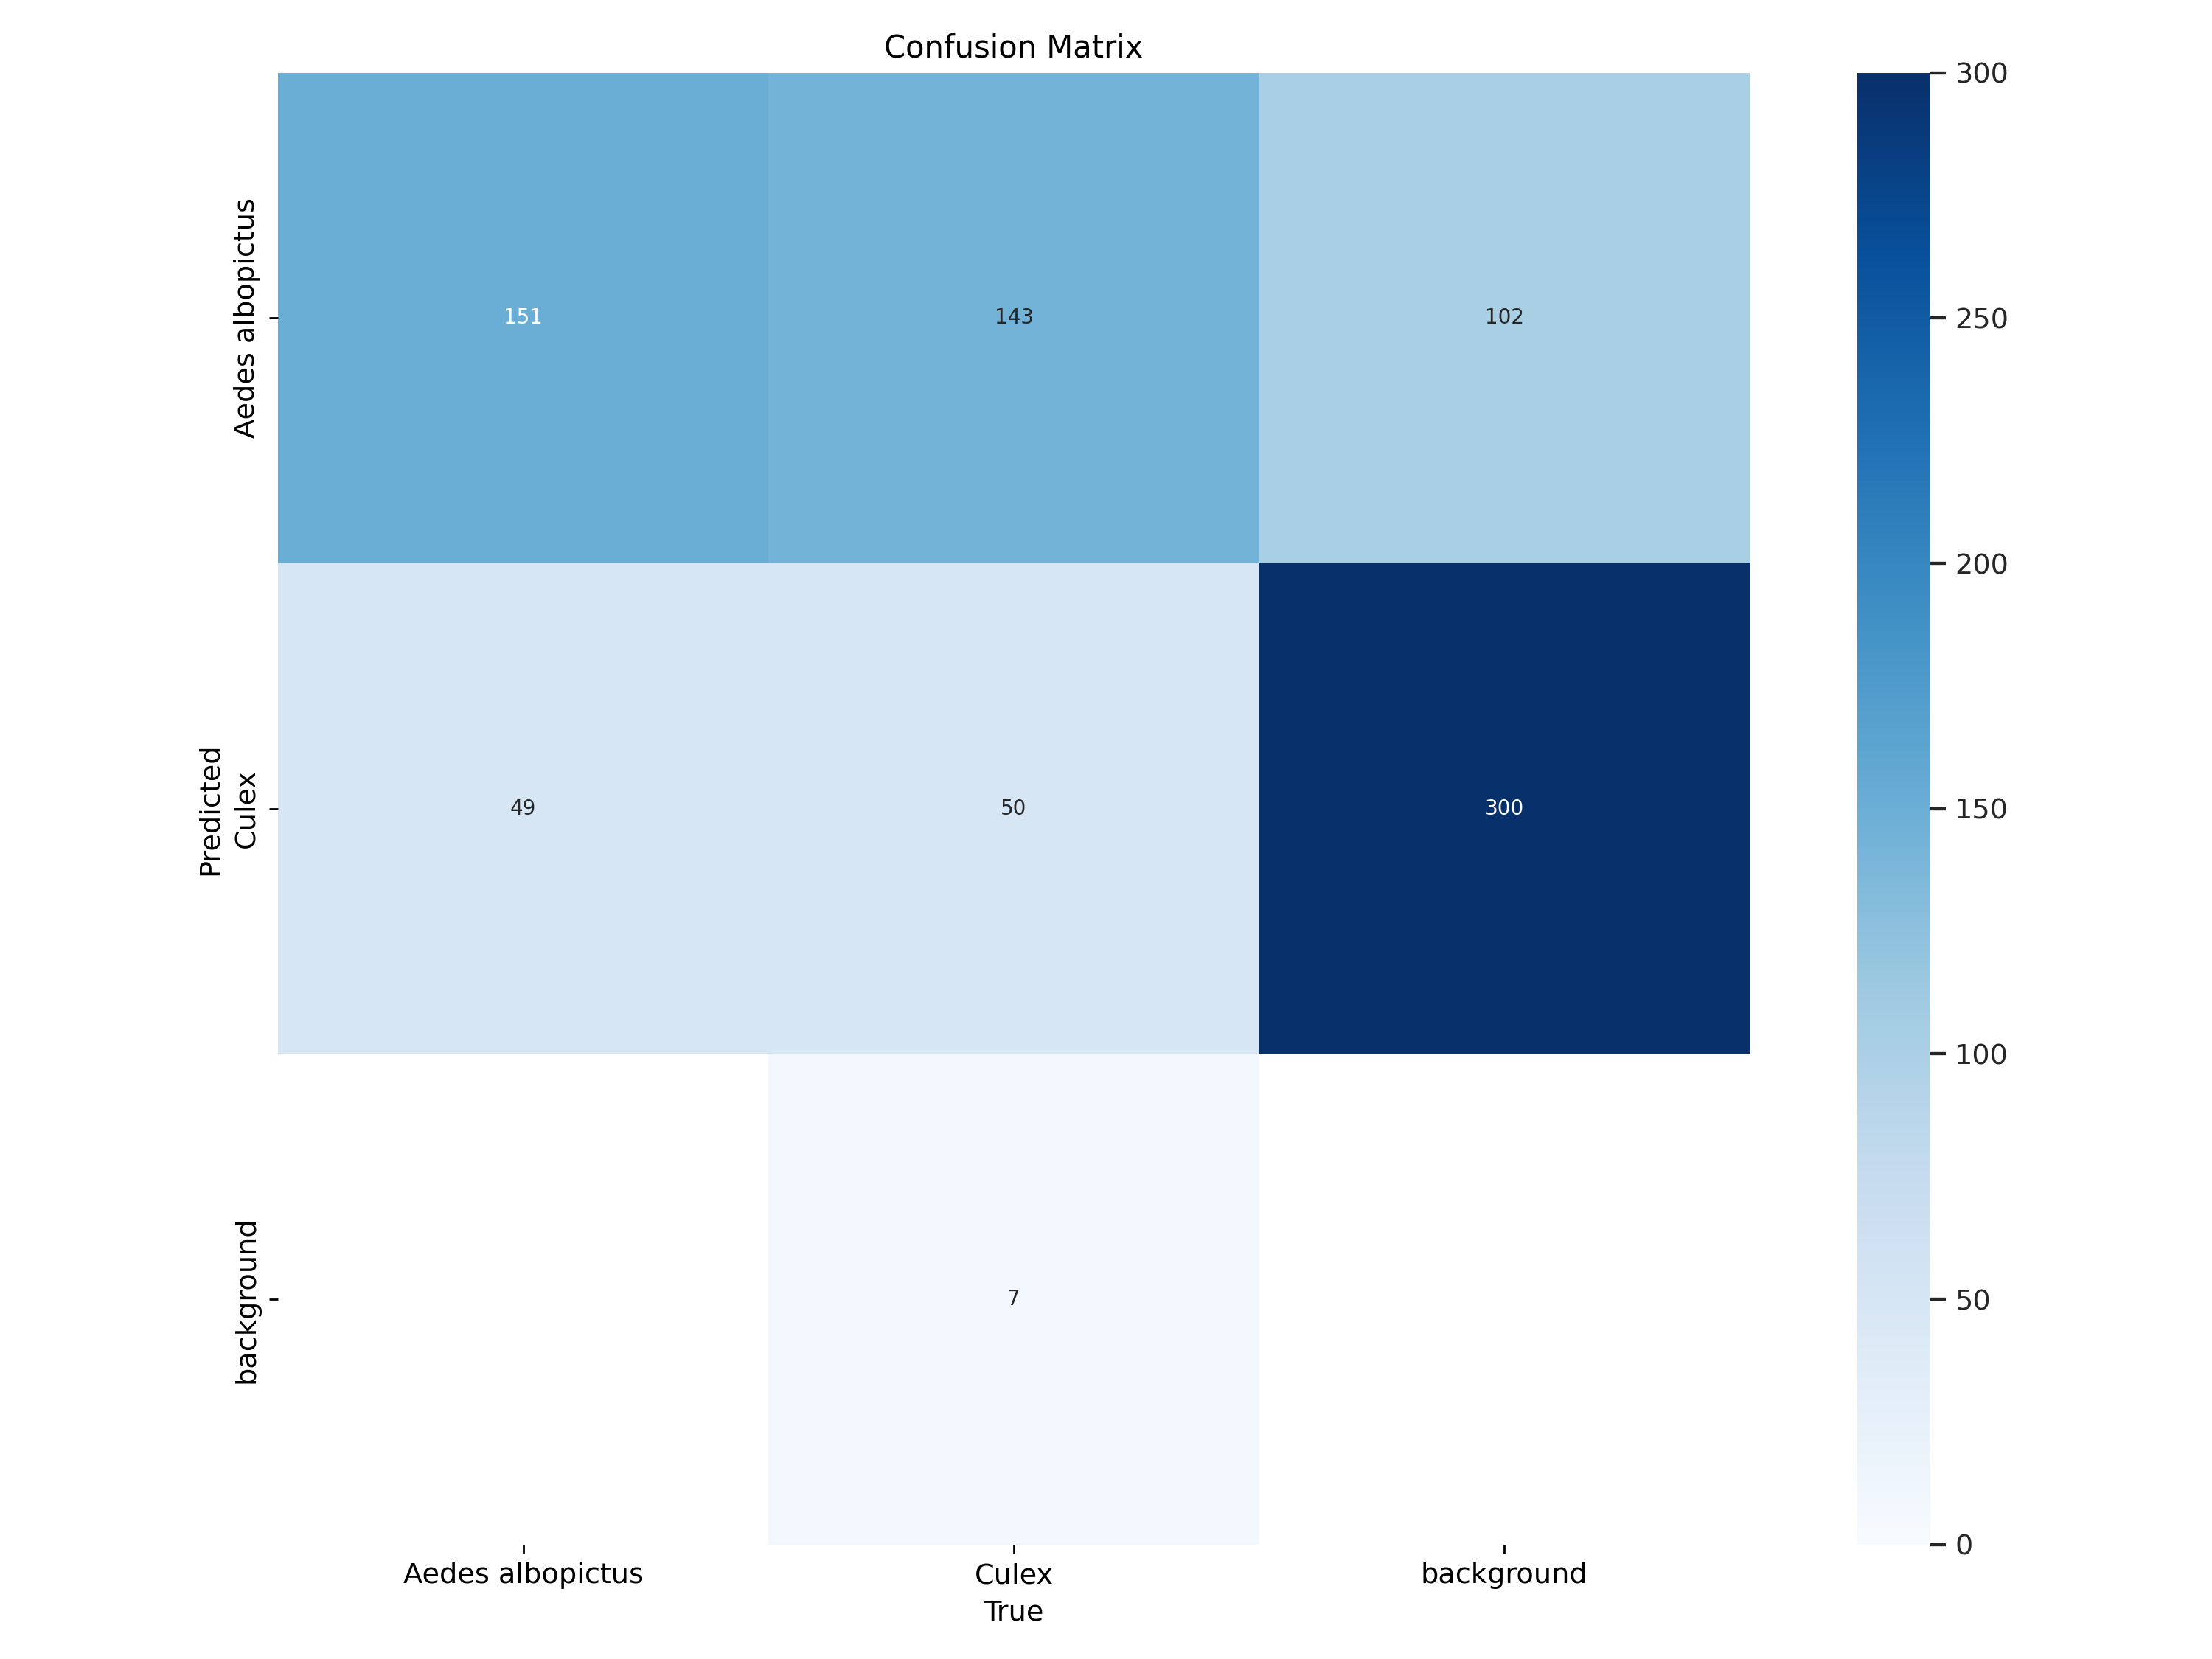 Confusion Matrix
Aedes albopictus
151
143
102
300
250
200
150
100
50
0
Predicted
Culex
49
50
300
background
7
Aedes albopictus
Culex
background
True